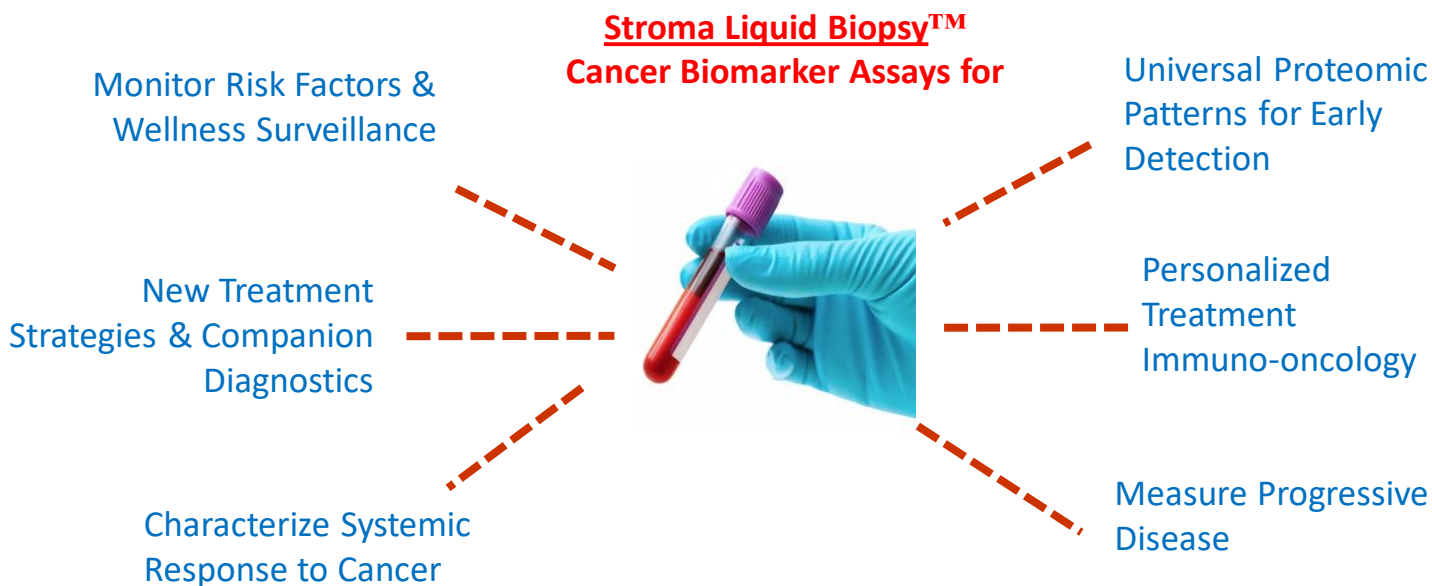 Stroma Liquid Biopsy™
Cancer Biomarker Assays for
Monitor Risk Factors &
Wellness Surveillance
New Treatment
Strategies & Companion
Diagnostics
Characterize Systemic
Response to Cancer
Universal Proteomic
Patterns for Early
Detection
Personalized
Treatment
Immuno-oncology
Measure Progressive
Disease